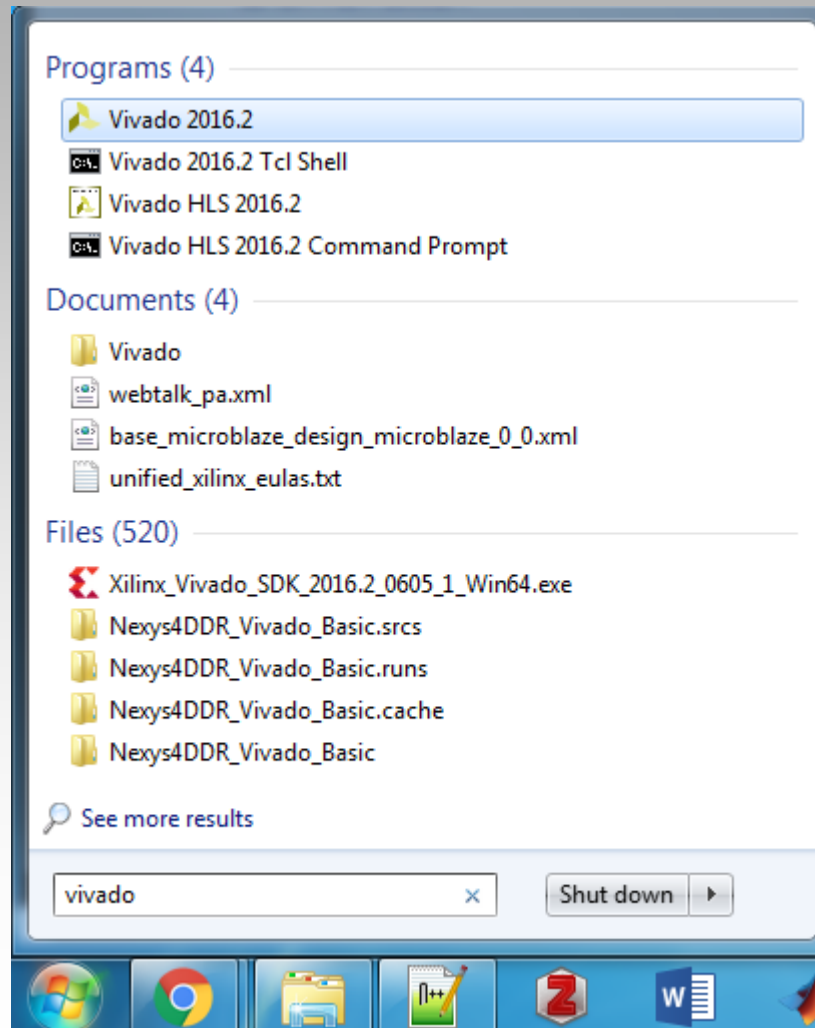 Programs (4)
Vivado 2016.2
Vivado 2016.2 Tcl Shell
Vivado HLS 2016.2
Vivado HLS 2016.2 Command Prompt
Documents (4)
Vivado
webtalk_pa.xml
base_microblaze_design_microblaze_0_0.xml
unified_xilinx_eulas.txt
Files (520)
Xilinx_Vivado_SDK_2016.2_0605_1_Win64.exe
Nexys4DDR_Vivado_Basic.srcs
Nexys4DDR_Vivado_Basic.runs
Nexys4DDR_Vivado_Basic.cache
Nexys4DDR_Vivado_Basic
See more results
vivado
Shut down